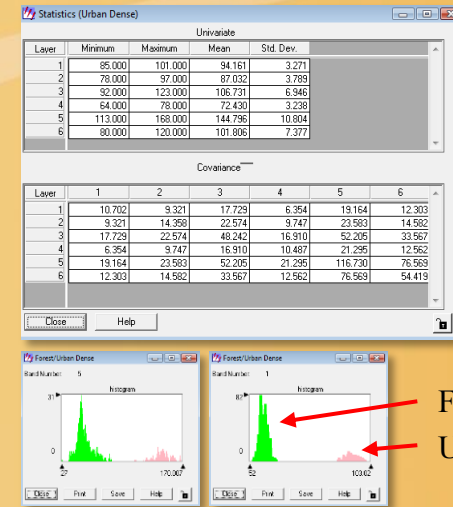 Statistics (Urban Dense)
Univariate
Layer Minimum Maximum Mean Std. Dev.
1 85.000 101.000 94.161 3.271
2 78.000 97.000 87.032 3.789
3 92.000 123.000 106.731 6.946
4 64.000 78.000 72.430 3.238
5 113.000 168.000 144.796 10.804
6 80.000 120.000 101.806 7.377
Covariance
Layer 1 2 3 4 5 6
1 10.702 9.321 17.729 6.354 19.164 12.303
2 9.321 14.358 22.574 9.747 23.583 14.582
3 17.729 22.574 48.242 16.910 52.205 33.567
4 6.354 9.747 16.910 10.487 21.295 12.562
5 19.164 23.583 52.205 21.295 116.730 76.569
6 12.303 14.582 33.567 12.562 76.569 54.419
Close Help
Forest/Urban Dense
Band Number: 5
histogram
31
0
27 170.067
Close Print Save Help
Forest/Urban Dense
Band Number: 1
histogram
82
0
52 103.02
Close Print Save Help
F
U